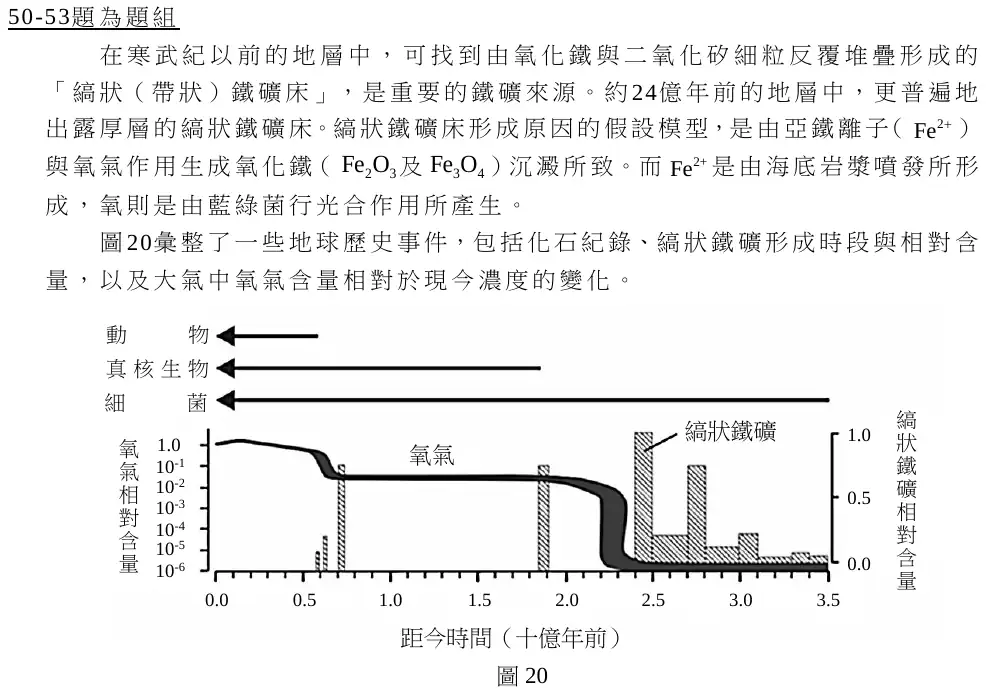 50-53題為題組
在寒武紀以前的地層中，可找到由氧化鐵與二氧化矽細粒反覆堆疊形成的
「縞狀（帶狀）鐵礦床」，是重要的鐵礦來源。約24億年前的地層中，更普遍地
出露厚層的縞狀鐵礦床。縞狀鐵礦床形成原因的假設模型，是由亞鐵離子（Fe²⁺）
與氧氣作用生成氧化鐵（Fe₂O₃及Fe₃O₄）沉澱所致。而Fe²⁺是由海底岩漿噴發所形
成，氧則是由藍綠菌行光合作用所產生。
圖20彙整了一些地球歷史事件，包括化石紀錄、縞狀鐵礦形成時段與相對含
量，以及大氣中氧氣含量相對於現今濃度的變化。
動物
真核生物
細菌
氧氣相對含量
1.0
10⁻¹
10⁻²
10⁻³
10⁻⁴
10⁻⁵
10⁻⁶
氧氣
縞狀鐵礦
1.0
0.5
0.0
縞狀鐵礦相對含量
0.0 0.5 1.0 1.5 2.0 2.5 3.0 3.5
距今時間（十億年前）
圖 20